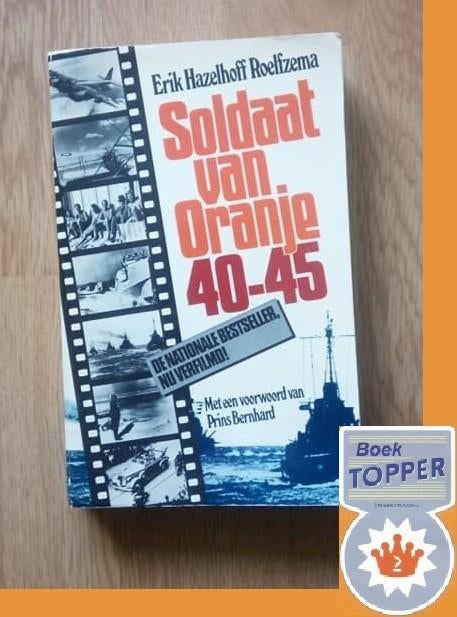 Erik Hazelhoff Roelfzema
Soldaat
van
Oranje
40-45
DE NATIONALE BESTSELLER.
NU VERFILMD!
Met een voorwoord van
Prins Bernhard
Boek
TOPPER